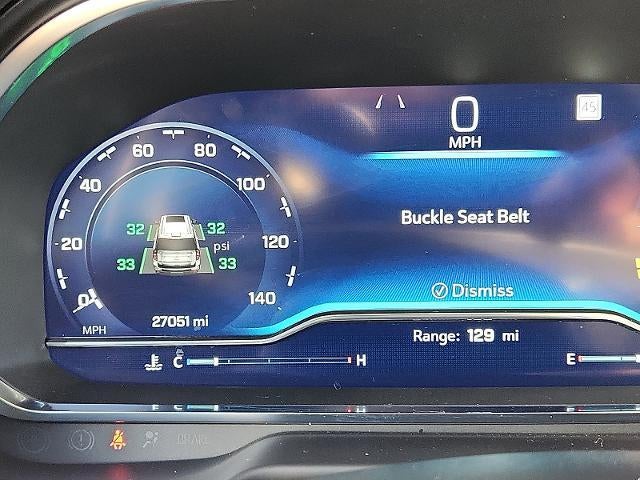 0
MPH
45
60 80
40 100
20 120
0 140
MPH
32 32
psi
33 33
27051 mi
Buckle Seat Belt
Dismiss
Range: 129 mi
C H
E
BRAKE